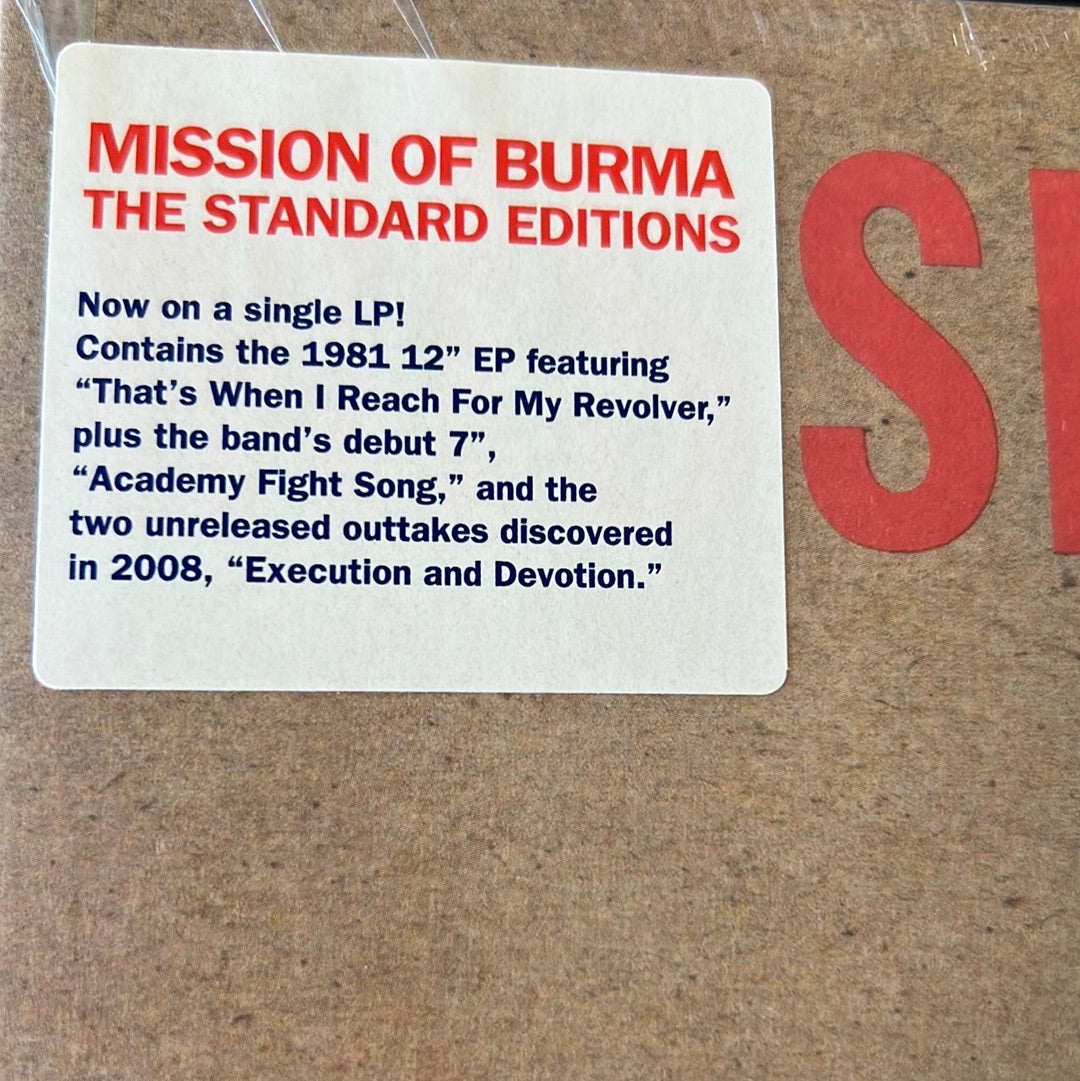 MISSION OF BURMA
THE STANDARD EDITIONS
Now on a single LP!
Contains the 1981 12” EP featuring
“That’s When I Reach For My Revolver,”
plus the band’s debut 7”,
“Academy Fight Song,” and the
two unreleased outtakes discovered
in 2008, “Execution and Devotion.”
S